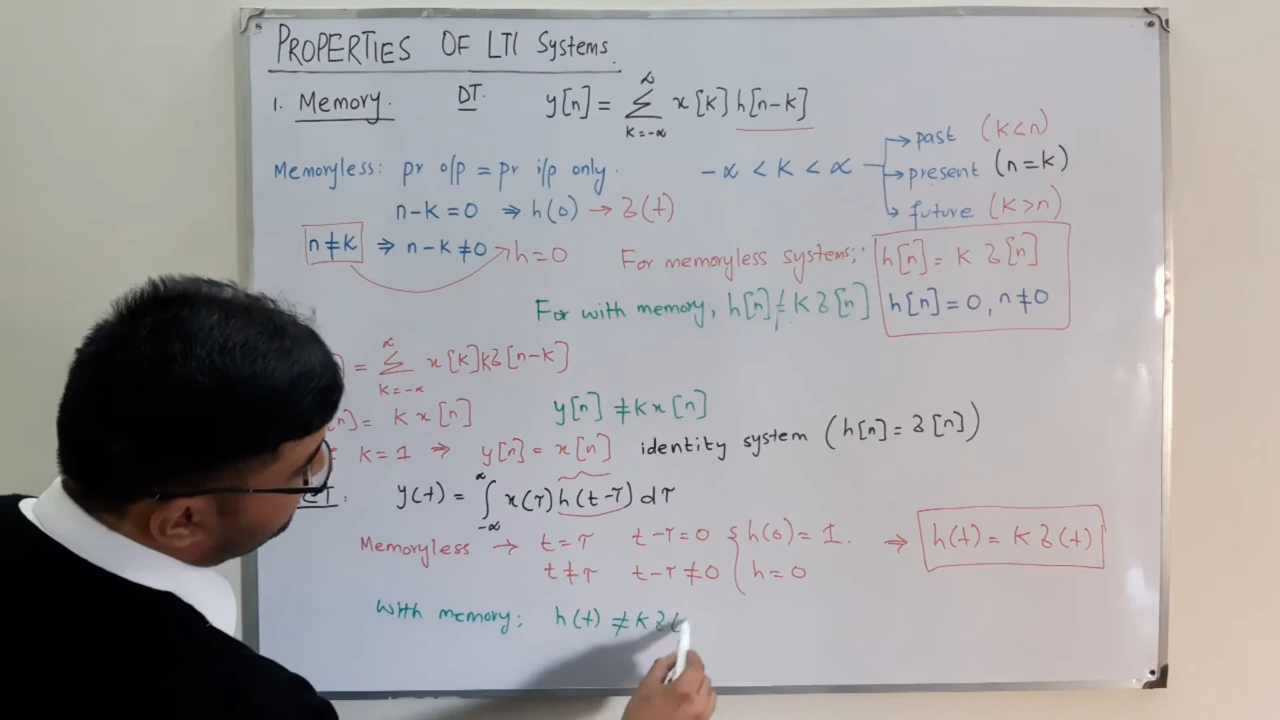 PROPERTIES OF LTI Systems.
1. Memory. DT. y[n] = ∑ x[k] h[n-k]
k=-∞
∞
Memoryless: pr o/p = pr i/p only. -∝ < k < ∝
→ past (k<n)
→ present (n=k)
→ future (k>n)
n-k=0 ⇒ h(0) → δ(t)
n≠k ⇒ n-k≠0 → h=0
For memoryless systems; h[n] = K δ[n]
h[n]=0, n≠0
For with memory, h[n] ≠ K δ[n]
= ∑ x[k] k δ[n-k]
k=-∝
∞
[n] = K x[n] y[n] ≠ K x[n]
k=1 ⇒ y[n] = x[n] identity system (h[n] = δ[n])
CT: y(t) = ∫ x(τ) h(t-τ) dτ
-∞
∞
Memoryless → t=τ t-τ=0 { h(0)=1. ⇒ h(t) = K δ(t)
t≠τ t-τ≠0 h=0
With memory; h(t) ≠ K δ(